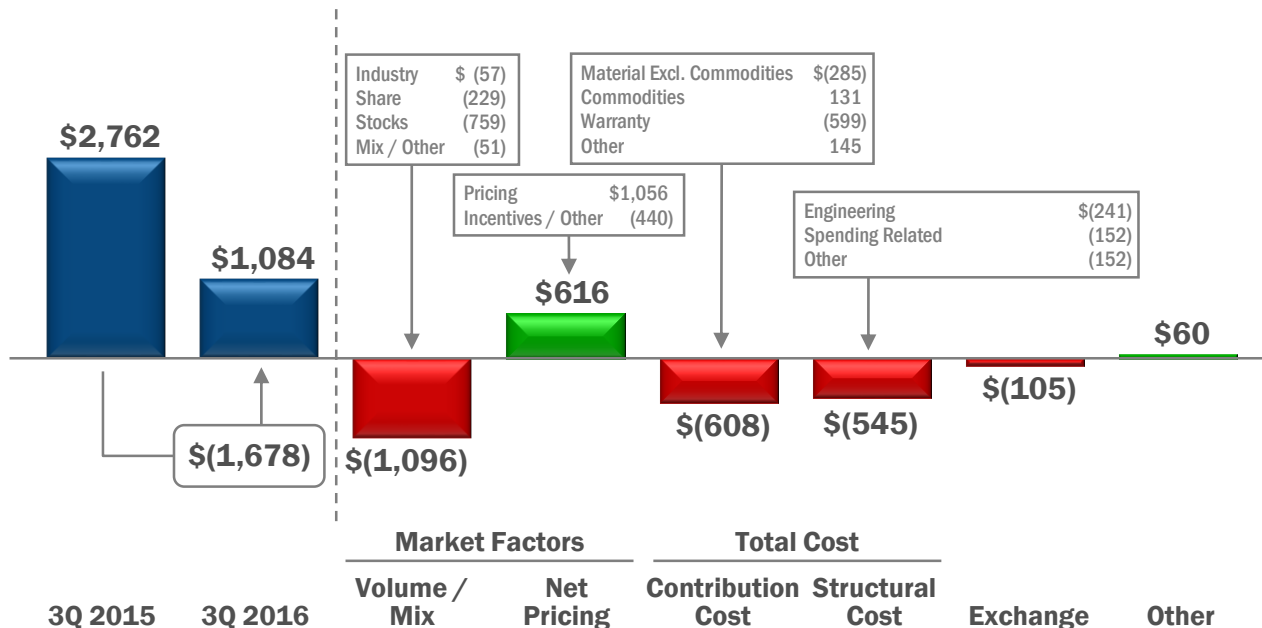 Industry $ (57)
Share (229)
Stocks (759)
Mix / Other (51)
Material Excl. Commodities $(285)
Commodities 131
Warranty (599)
Other 145
Pricing $1,056
Incentives / Other (440)
Engineering $(241)
Spending Related (152)
Other (152)
$2,762
$1,084
$616
$60
$(1,678)
$(1,096)
$(608)
$(545)
$(105)
Market Factors
Total Cost
3Q 2015
3Q 2016
Volume /
Mix
Net
Pricing
Contribution
Cost
Structural
Cost
Exchange
Other